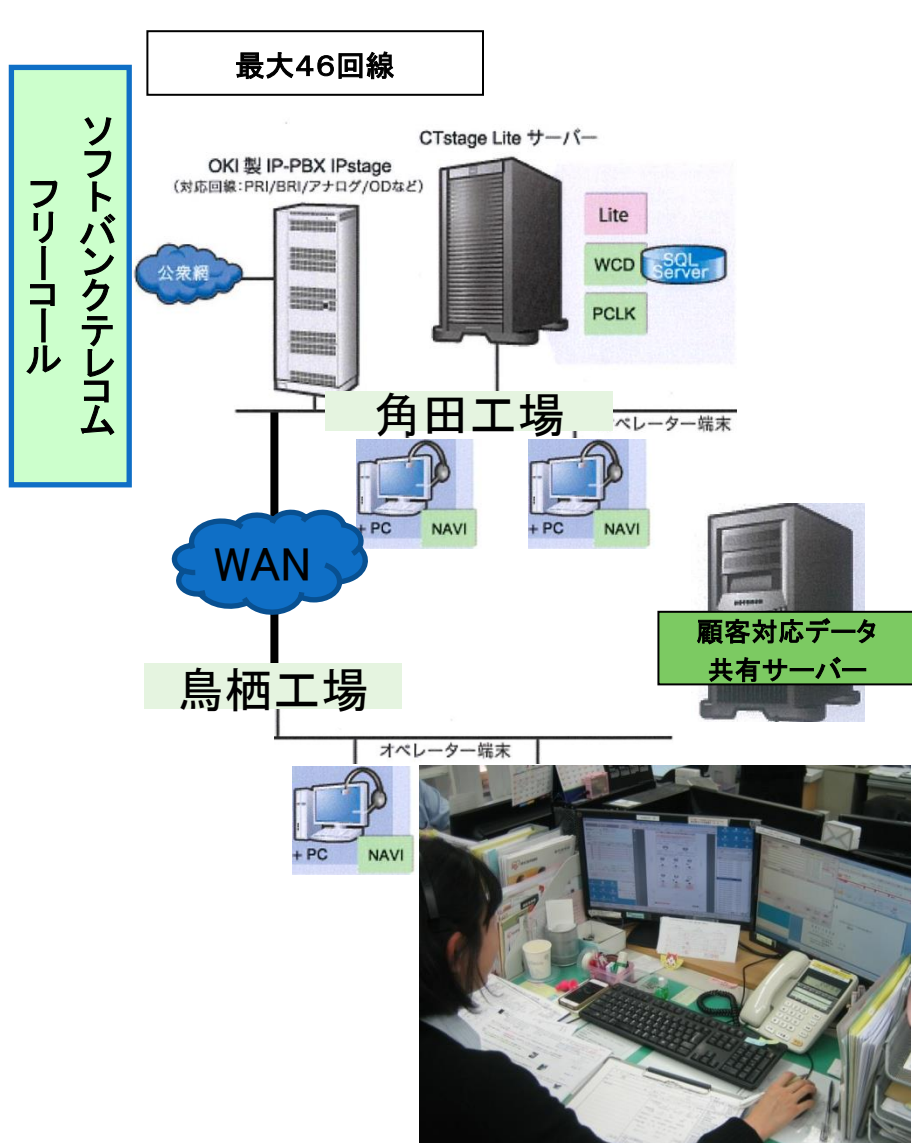 最大46回線
ソフトバンクテレコム
フリーコール
CTstage Lite サーバー
OKI 製 IP-PBX IPstage
(対応回線：PRI/BRI/アナログ/ODなど)
Lite
公衆網
WCD
SQL
Server
PCLK
角田工場
ペレーター端末
+ PC
NAVI
+ PC
NAVI
WAN
顧客対応データ
共有サーバー
鳥栖工場
オペレーター端末
+ PC
NAVI